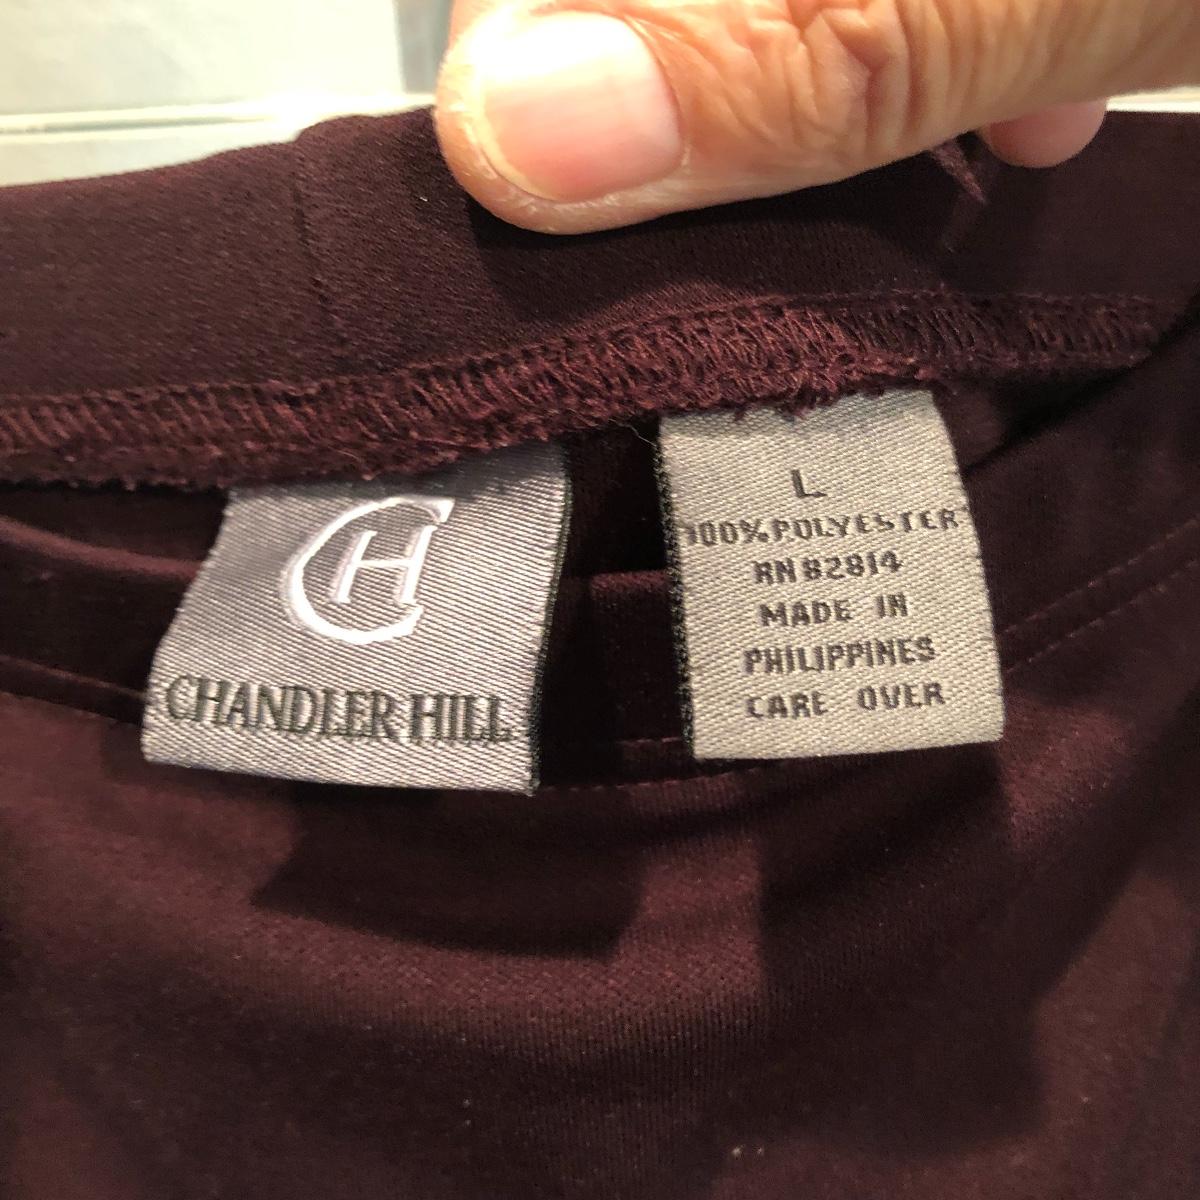 CH
CHANDLER HILL
L
100% POLYESTER
RN 82814
MADE IN
PHILIPPINES
CARE OVER